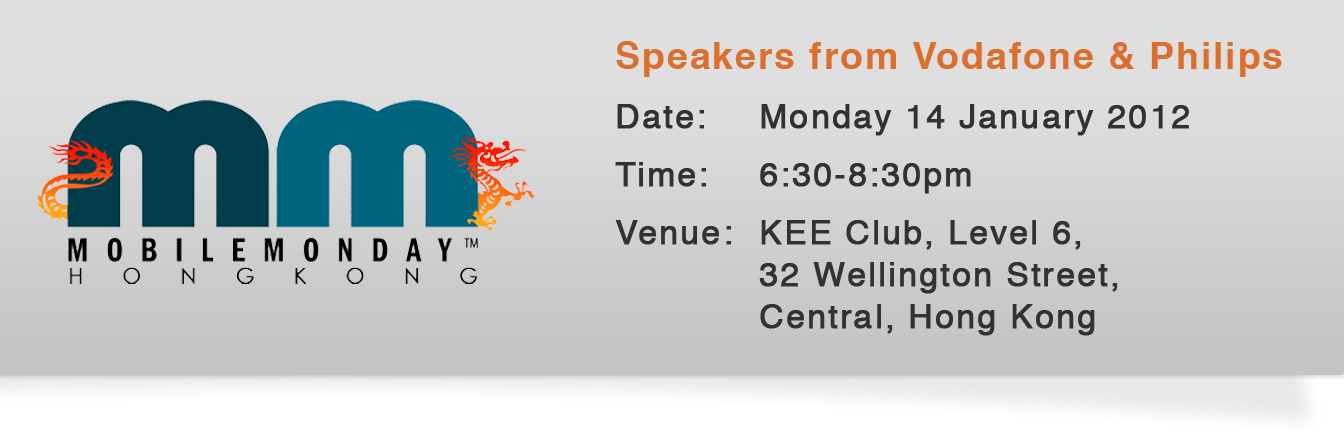 Speakers from Vodafone & Philips
Date: Monday 14 January 2012
Time: 6:30-8:30pm
Venue: KEE Club, Level 6,
32 Wellington Street,
Central, Hong Kong
mm
MOBILEMONDAY™
HONGKONG